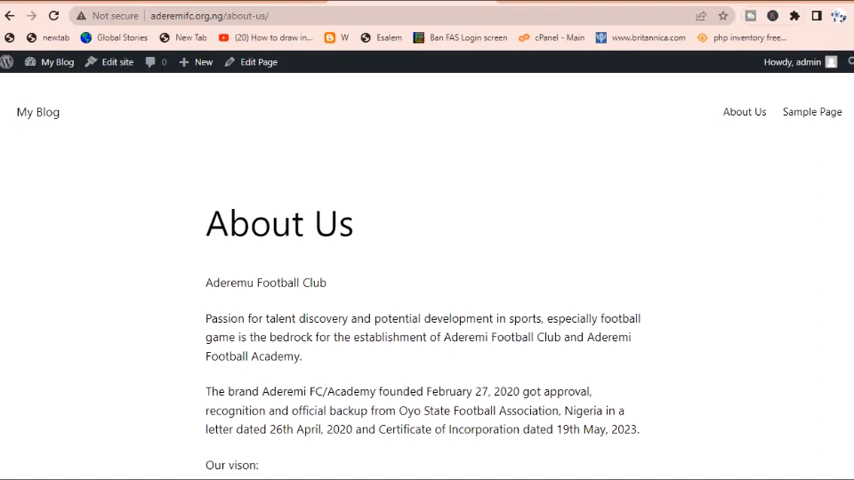 Not secure aderemifc.org.ng/about-us/
newtab Global Stories New Tab (20) How to draw in... W Esalem Ban FAS Login screen cPanel - Main www.britannica.com php inventory free...
My Blog Edit site 0 New Edit Page Howdy, admin
My Blog About Us Sample Page
About Us
Aderemu Football Club
Passion for talent discovery and potential development in sports, especially football
game is the bedrock for the establishment of Aderemi Football Club and Aderemi
Football Academy.
The brand Aderemi FC/Academy founded February 27, 2020 got approval,
recognition and official backup from Oyo State Football Association, Nigeria in a
letter dated 26th April, 2020 and Certificate of Incorporation dated 19th May, 2023.
Our vison: